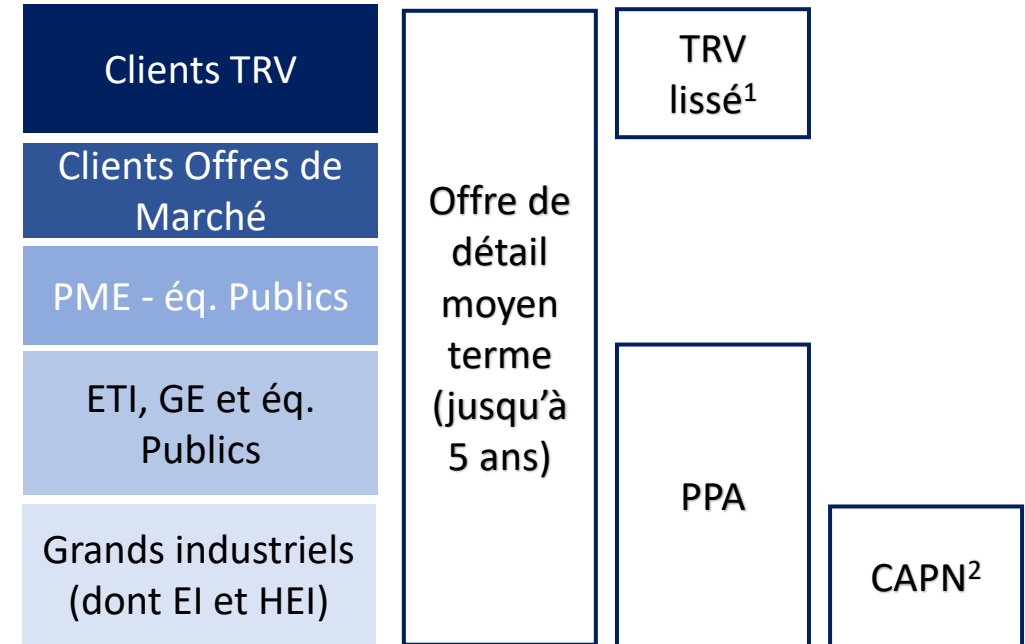 Clients TRV
Clients Offres de
Marché
PME - éq. Publics
ETI, GE et éq.
Publics
Grands industriels
(dont EI et HEI)
Offre de
détail
moyen
terme
(jusqu’à
5 ans)
TRV
lissé¹
PPA
CAPN²